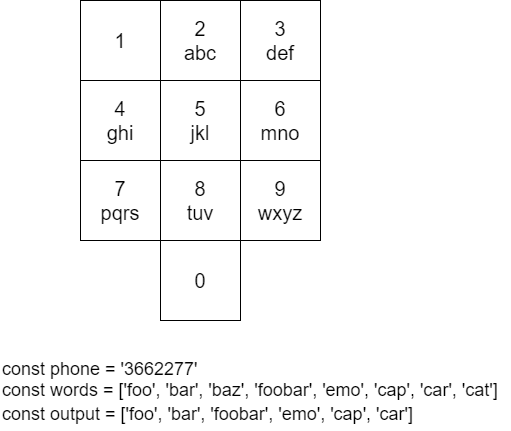 1
2
abc
3
def
4
ghi
5
jkl
6
mno
7
pqrs
8
tuv
9
wxyz
0
const phone = '3662277'
const words = ['foo', 'bar', 'baz', 'foobar', 'emo', 'cap', 'car', 'cat']
const output = ['foo', 'bar', 'foobar', 'emo', 'cap', 'car']